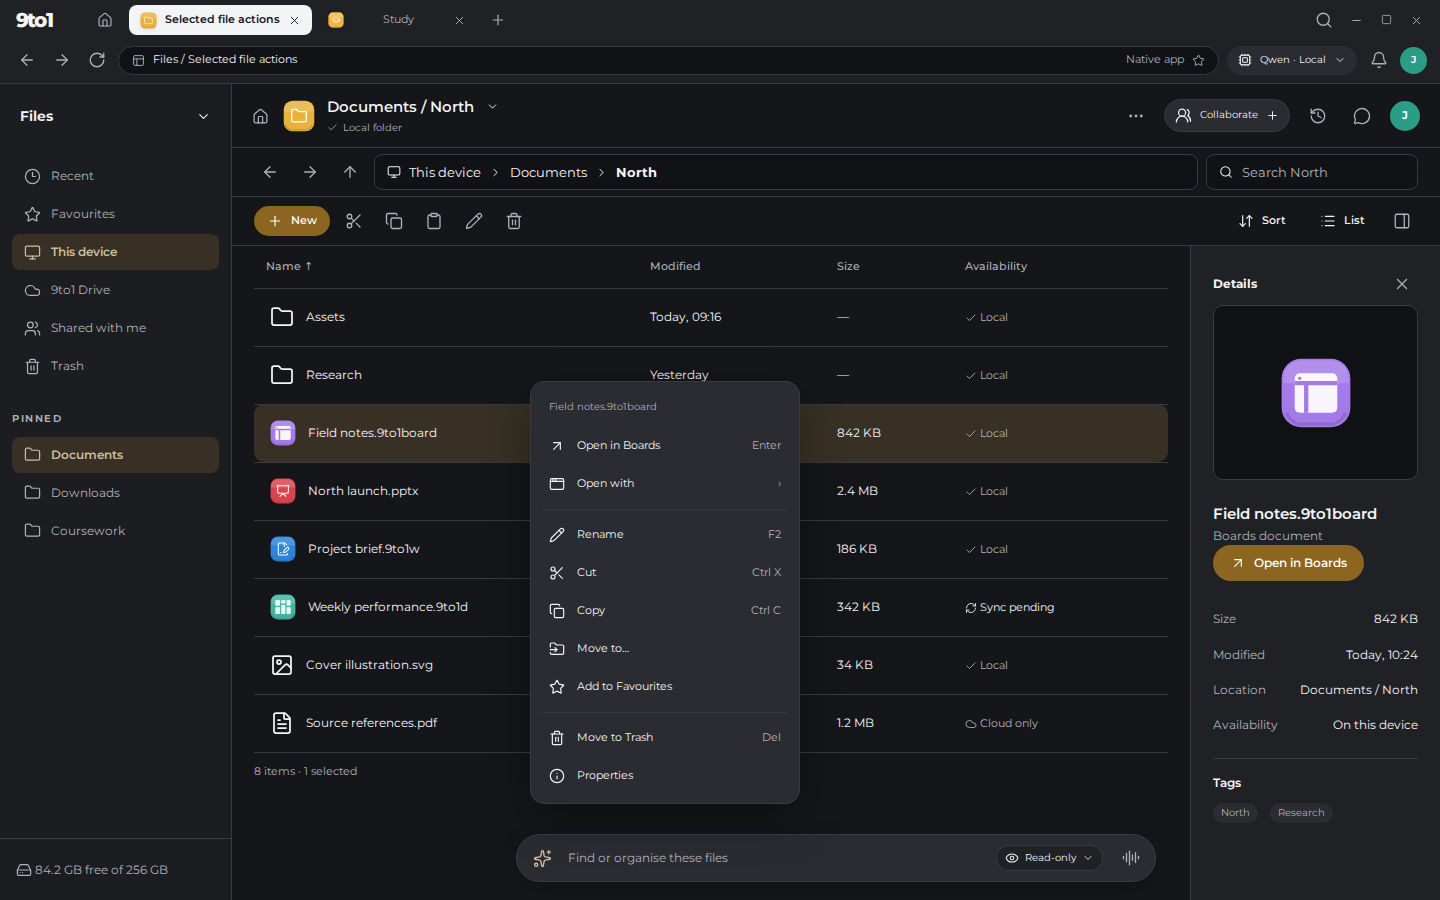 9to1
Selected file actions
Study
Files / Selected file actions
Native app
Qwen · Local
J
Files
Documents / North
Local folder
Collaborate
J
This device
Documents
North
Search North
New
Sort
List
Recent
Favourites
This device
9to1 Drive
Shared with me
Trash
PINNED
Documents
Downloads
Coursework
84.2 GB free of 256 GB
Name ↑
Modified
Size
Availability
Assets
Today, 09:16
—
Local
Research
Yesterday
—
Local
Field notes.9to1board
842 KB
Local
North launch.pptx
2.4 MB
Local
Project brief.9to1w
186 KB
Local
Weekly performance.9to1d
342 KB
Sync pending
Cover illustration.svg
34 KB
Local
Source references.pdf
1.2 MB
Cloud only
8 items · 1 selected
Field notes.9to1board
Open in Boards Enter
Open with ›
Rename F2
Cut Ctrl X
Copy Ctrl C
Move to...
Add to Favourites
Move to Trash Del
Properties
Find or organise these files
Read-only
Details
Field notes.9to1board
Boards document
Open in Boards
Size 842 KB
Modified Today, 10:24
Location Documents / North
Availability On this device
Tags
North
Research